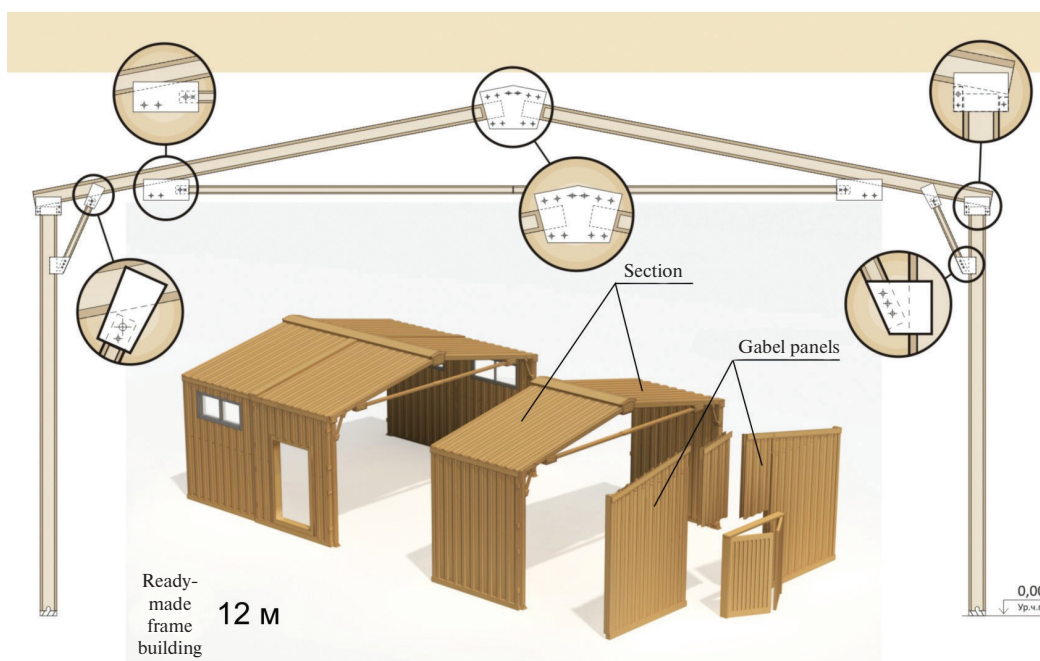 Section
Gabel panels
Ready-
made
frame
building
12 м
0,00
Ур.ч.